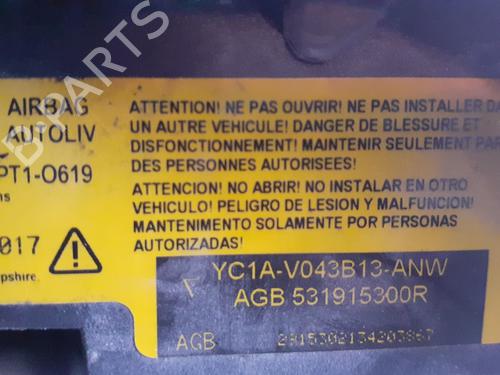 B-PARTS
AIRBAG
AUTOLIV
PT1-O619
ns
017
pshire.
ATTENTION! NE PAS OUVRIR! NE PAS INSTALLER DA
UN AUTRE VEHICULE! DANGER DE BLESSURE ET
DISFONCTIONNEMENT! MAINTENIR SEULEMENT PAR
DES PERSONNES AUTORISEES!
ATTENCION! NO ABRIR! NO INSTALAR EN OTRO
VEHICULO! PELIGRO DE LESION Y MALFUNCION!
MANTENIMENTO SOLAMENTE POR PERSONAS
AUTORIZADAS!
YC1A-V043B13-ANW
AGB 531915300R
AGB